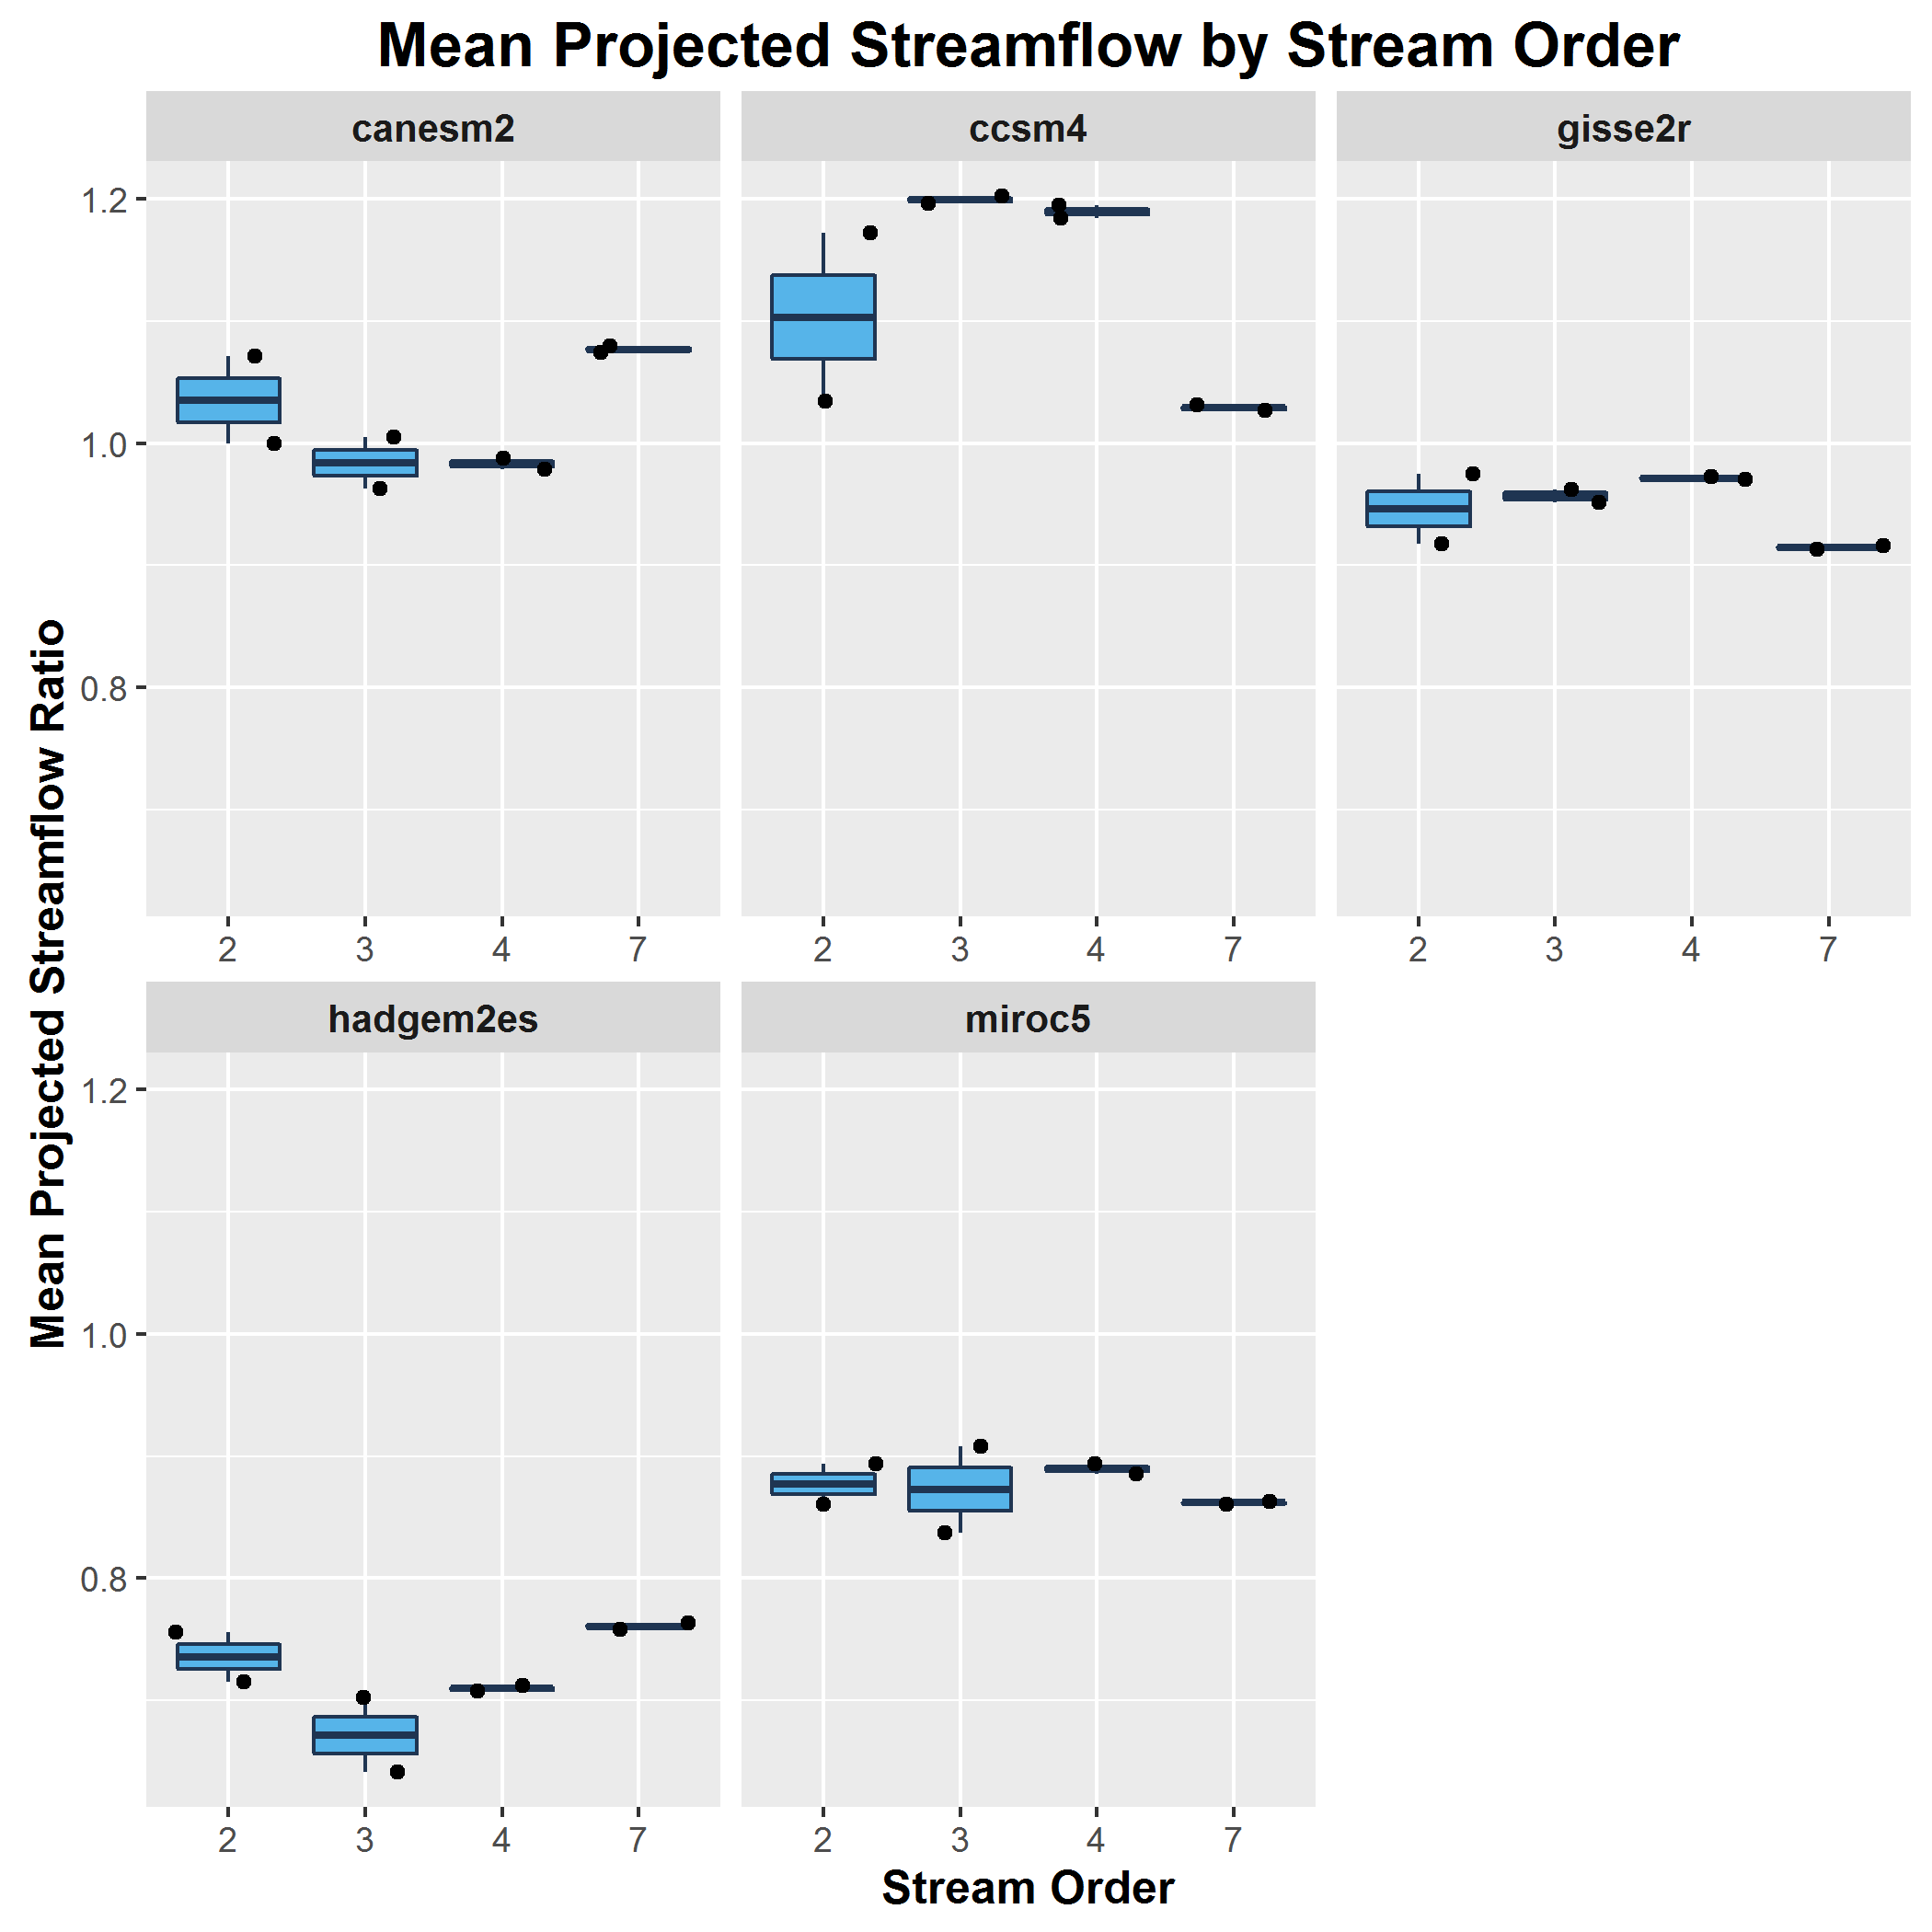 Mean Projected Streamflow by Stream Order
canesm2 ccsm4 gisse2r
1.2
1.0
0.8
2 3 4 7 2 3 4 7 2 3 4 7
Mean Projected Streamflow Ratio
hadgem2es miroc5
1.2
1.0
0.8
2 3 4 7 2 3 4 7
Stream Order